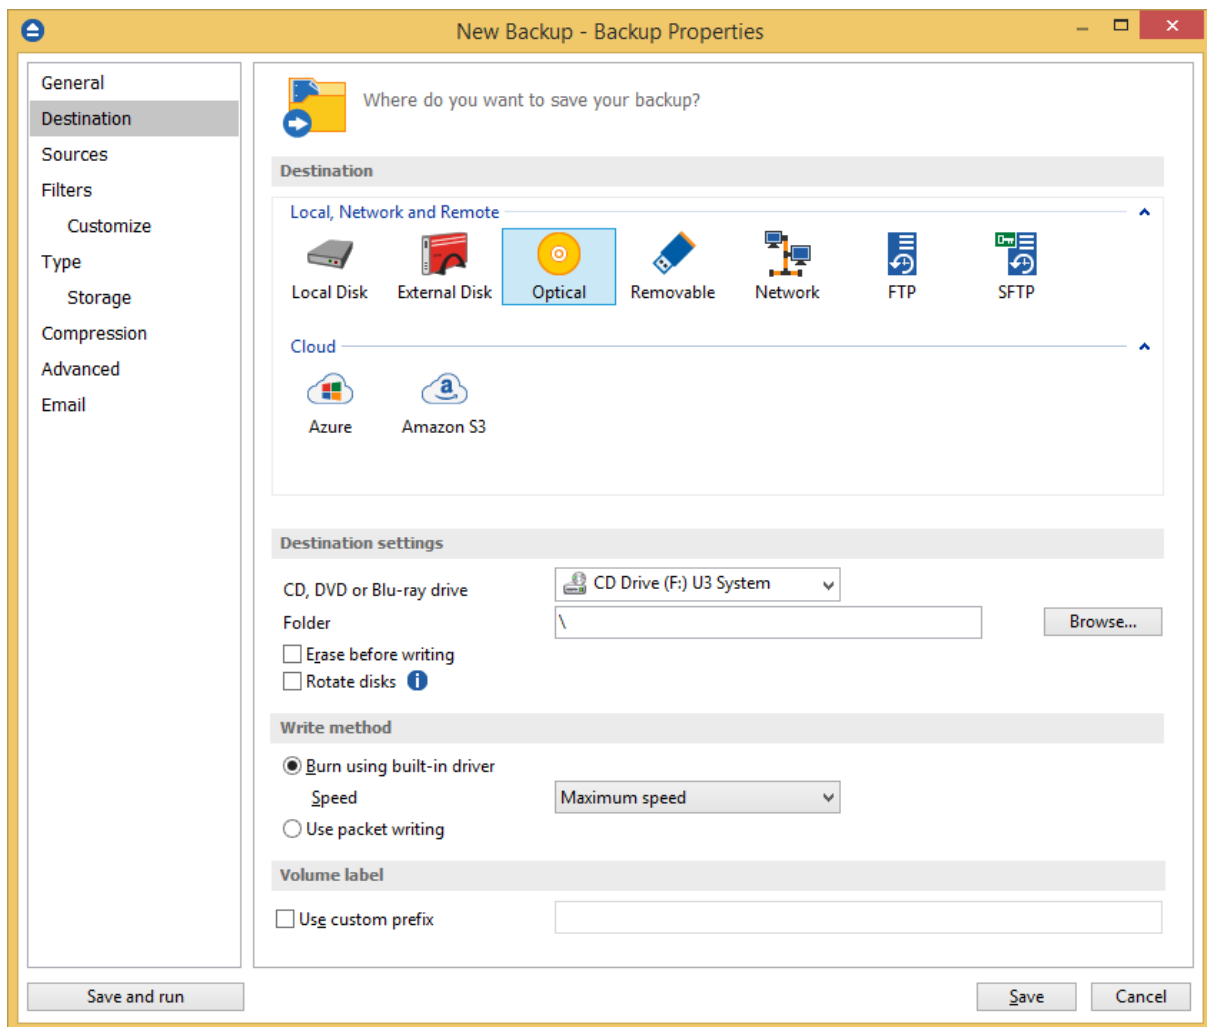 New Backup - Backup Properties
General
Destination
Sources
Filters
Customize
Type
Storage
Compression
Advanced
Email
Where do you want to save your backup?
Destination
Local, Network and Remote
Local Disk External Disk Optical Removable Network FTP SFTP
Cloud
Azure Amazon S3
Destination settings
CD, DVD or Blu-ray drive CD Drive (F:) U3 System
Folder \ Browse...
Erase before writing
Rotate disks i
Write method
Burn using built-in driver
Speed Maximum speed
Use packet writing
Volume label
Use custom prefix
Save and run Save Cancel